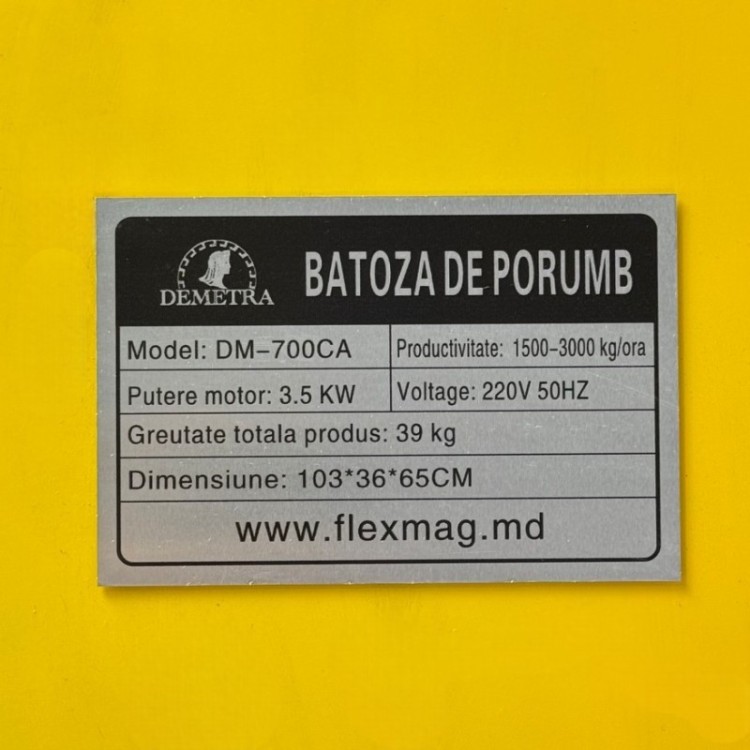 DEMETRA
BATOZA DE PORUMB
Model: DM-700CA
Productivitate: 1500-3000 kg/ora
Putere motor: 3.5 KW
Voltage: 220V 50HZ
Greutate totala produs: 39 kg
Dimensiune: 103*36*65CM
www.flexmag.md